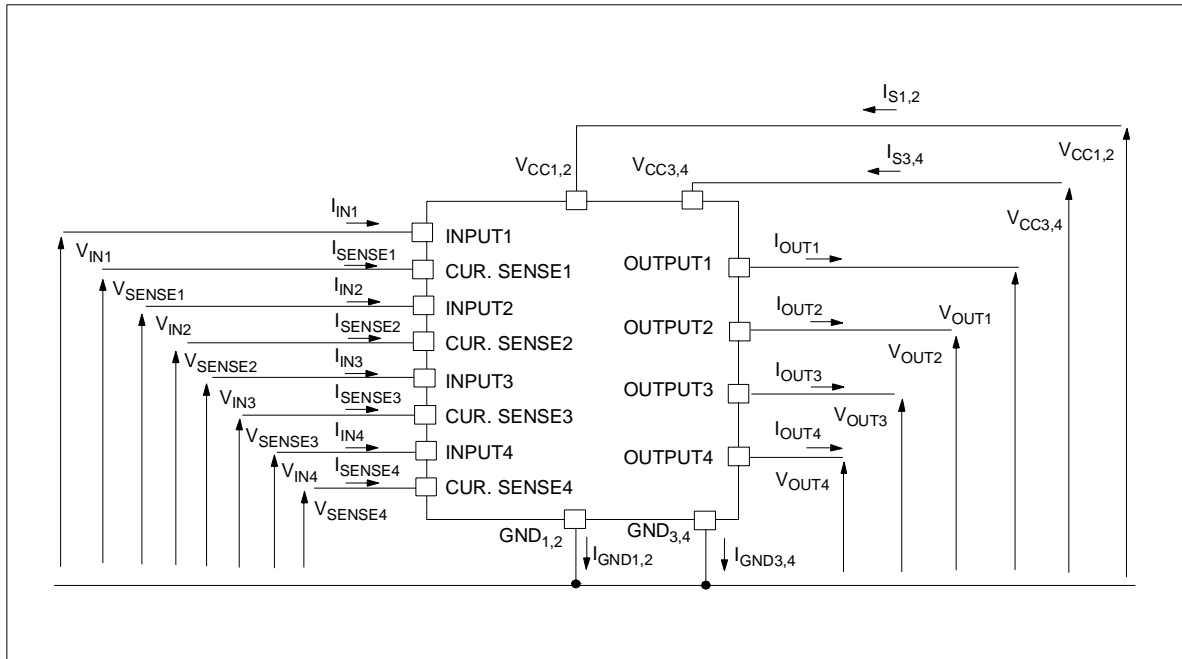 I_S1,2
V_CC1,2
V_CC3,4
I_S3,4
V_CC1,2
V_CC3,4
I_IN1
INPUT1
V_IN1
I_SENSE1
CUR. SENSE1
OUTPUT1
I_OUT1
V_SENSE1
I_IN2
INPUT2
V_IN2
I_SENSE2
CUR. SENSE2
OUTPUT2
I_OUT2
V_OUT1
V_OUT2
V_SENSE2
I_IN3
INPUT3
V_IN3
I_SENSE3
CUR. SENSE3
OUTPUT3
I_OUT3
V_OUT3
V_SENSE3
I_IN4
INPUT4
OUTPUT4
I_OUT4
V_IN4
I_SENSE4
CUR. SENSE4
V_OUT4
V_SENSE4
GND_1,2
GND_3,4
I_GND1,2
I_GND3,4